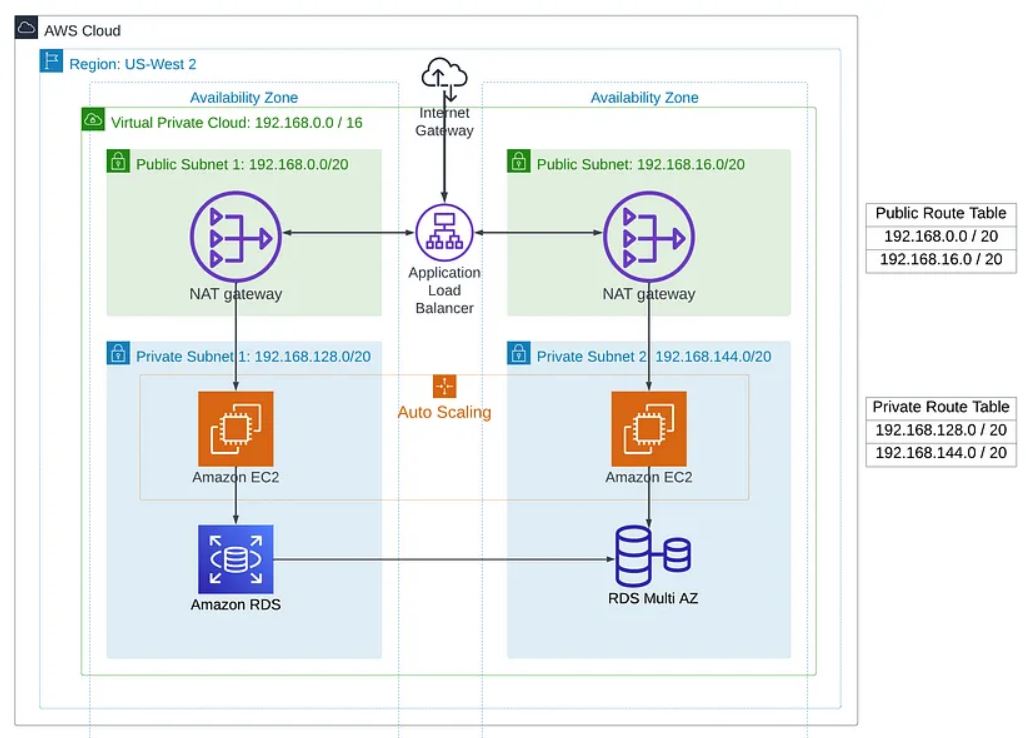 AWS Cloud
Region: US-West 2
Availability Zone
Availability Zone
Internet
Gateway
Virtual Private Cloud: 192.168.0.0 / 16
Public Subnet 1: 192.168.0.0/20
Public Subnet: 192.168.16.0/20
NAT gateway
Application
Load
Balancer
NAT gateway
Public Route Table
192.168.0.0 / 20
192.168.16.0 / 20
Private Subnet 1: 192.168.128.0/20
Private Subnet 2 192.168.144.0/20
Auto Scaling
Amazon EC2
Amazon EC2
Private Route Table
192.168.128.0 / 20
192.168.144.0 / 20
Amazon RDS
RDS Multi AZ